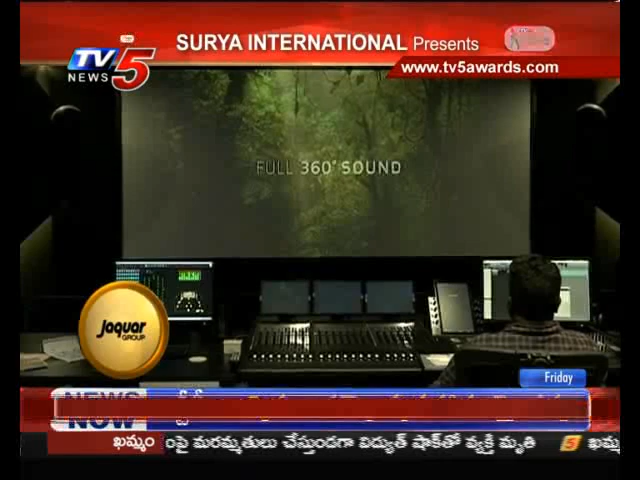 SURYA INTERNATIONAL Presents
TV5
NEWS
www.tv5awards.com
FULL 360° SOUND
Jaquar
GROUP
Friday
NEWS
NOW
ఖమ్మం
పై మరమ్మతులు చేస్తుండగా విద్యుత్ షాక్‌తో వ్యక్తి మృతి
5